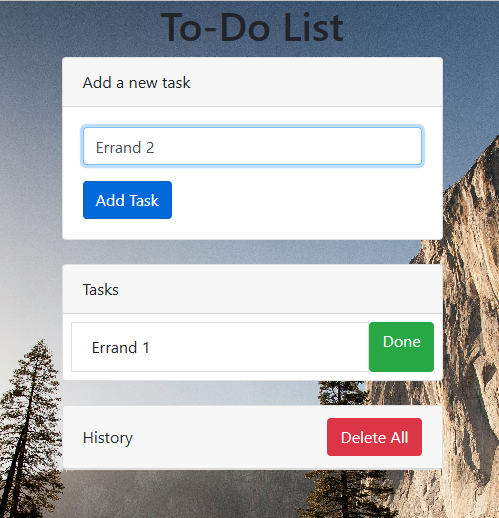 To-Do List
Add a new task
Errand 2
Add Task
Tasks
Errand 1
Done
History
Delete All